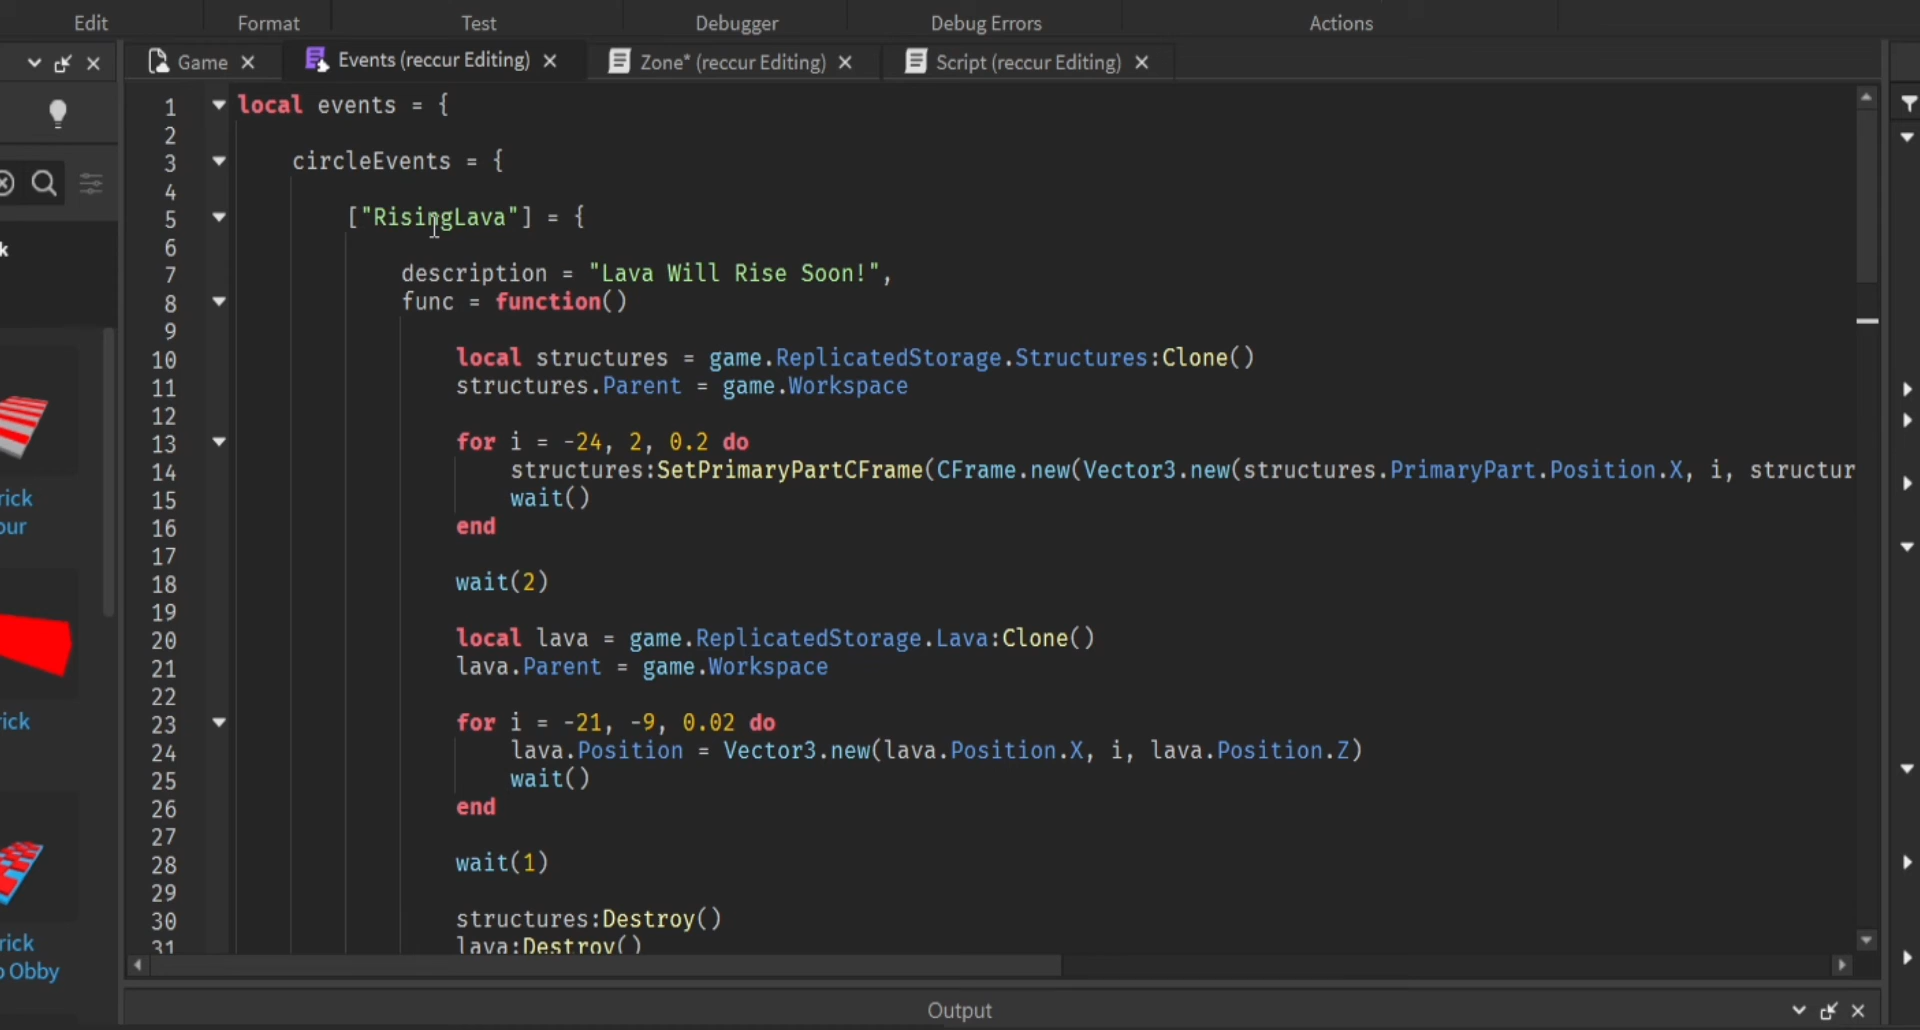 Edit Format Test Debugger Debug Errors Actions
Game Events (reccur Editing) Zone* (reccur Editing) Script (reccur Editing)
1 local events = {
2
3 circleEvents = {
4
5 ["RisingLava"] = {
6
7 description = "Lava Will Rise Soon!",
8 func = function()
9
10 local structures = game.ReplicatedStorage.Structures:Clone()
11 structures.Parent = game.Workspace
12
13 for i = -24, 2, 0.2 do
14 structures:SetPrimaryPartCFrame(CFrame.new(Vector3.new(structures.PrimaryPart.Position.X, i, structur
15 wait()
16 end
17
18 wait(2)
19
20 local lava = game.ReplicatedStorage.Lava:Clone()
21 lava.Parent = game.Workspace
22
23 for i = -21, -9, 0.02 do
24 lava.Position = Vector3.new(lava.Position.X, i, lava.Position.Z)
25 wait()
26 end
27
28 wait(1)
29
30 structures:Destroy()
31 lava:Destroy()
k
rick
our
rick
rick
o Obby
Output